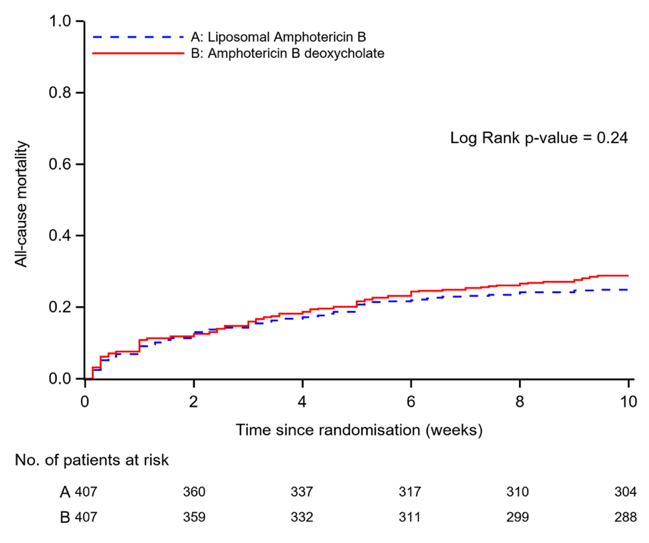 1.0
A: Liposomal Amphotericin B
B: Amphotericin B deoxycholate
0.8
Log Rank p-value = 0.24
0.6
All-cause mortality
0.4
0.2
0.0
0 2 4 6 8 10
Time since randomisation (weeks)
No. of patients at risk
A 407 360 337 317 310 304
B 407 359 332 311 299 288